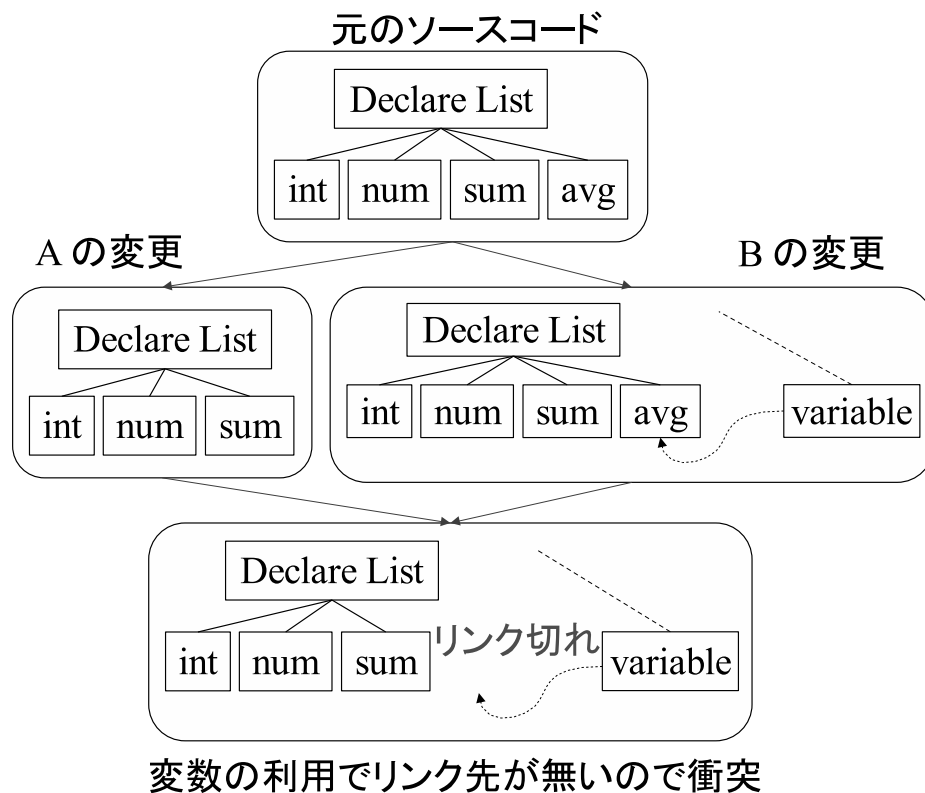 元のソースコード
Declare List
int num sum avg
A の変更
B の変更
Declare List
int num sum
Declare List
int num sum avg
variable
Declare List
int num sum
リンク切れ
variable
変数の利用でリンク先が無いので衝突